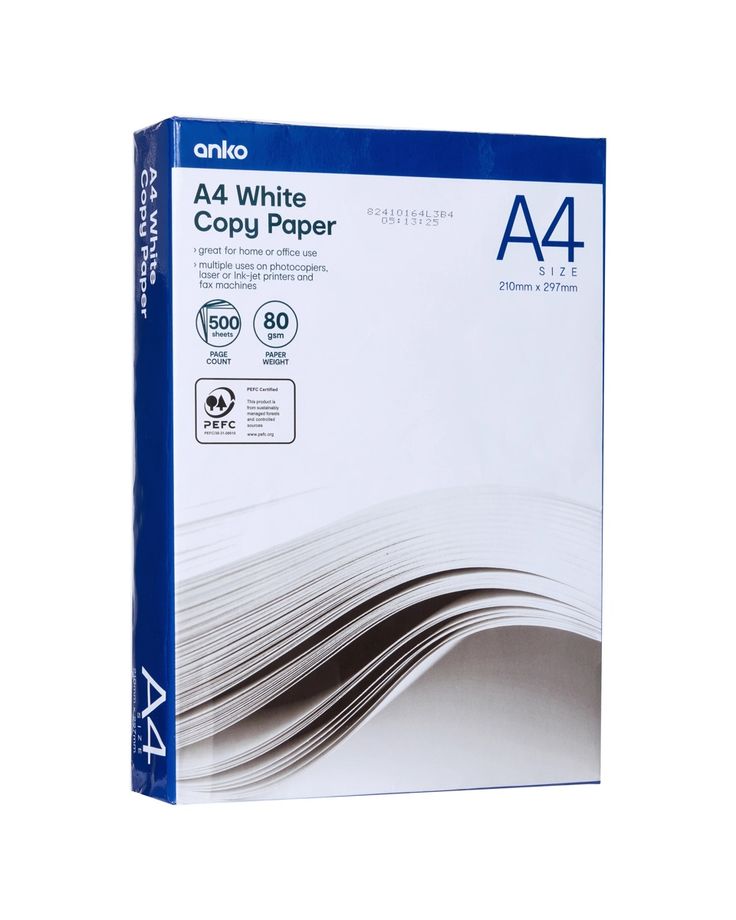 anko
A4 White
Copy Paper
› great for home or office use
› multiple uses on photocopiers,
laser or Ink-jet printers and
fax machines
82410164L3B4
05:13:25
A4
SIZE
210mm x 297mm
500
sheets
PAGE
COUNT
80
gsm
PAPER
WEIGHT
PEFC
PEFC Certified
This product is
from sustainably
managed forests
and controlled
sources
www.pefc.org
A4 White
Copy Paper
A4
SIZE
210mm x 297mm